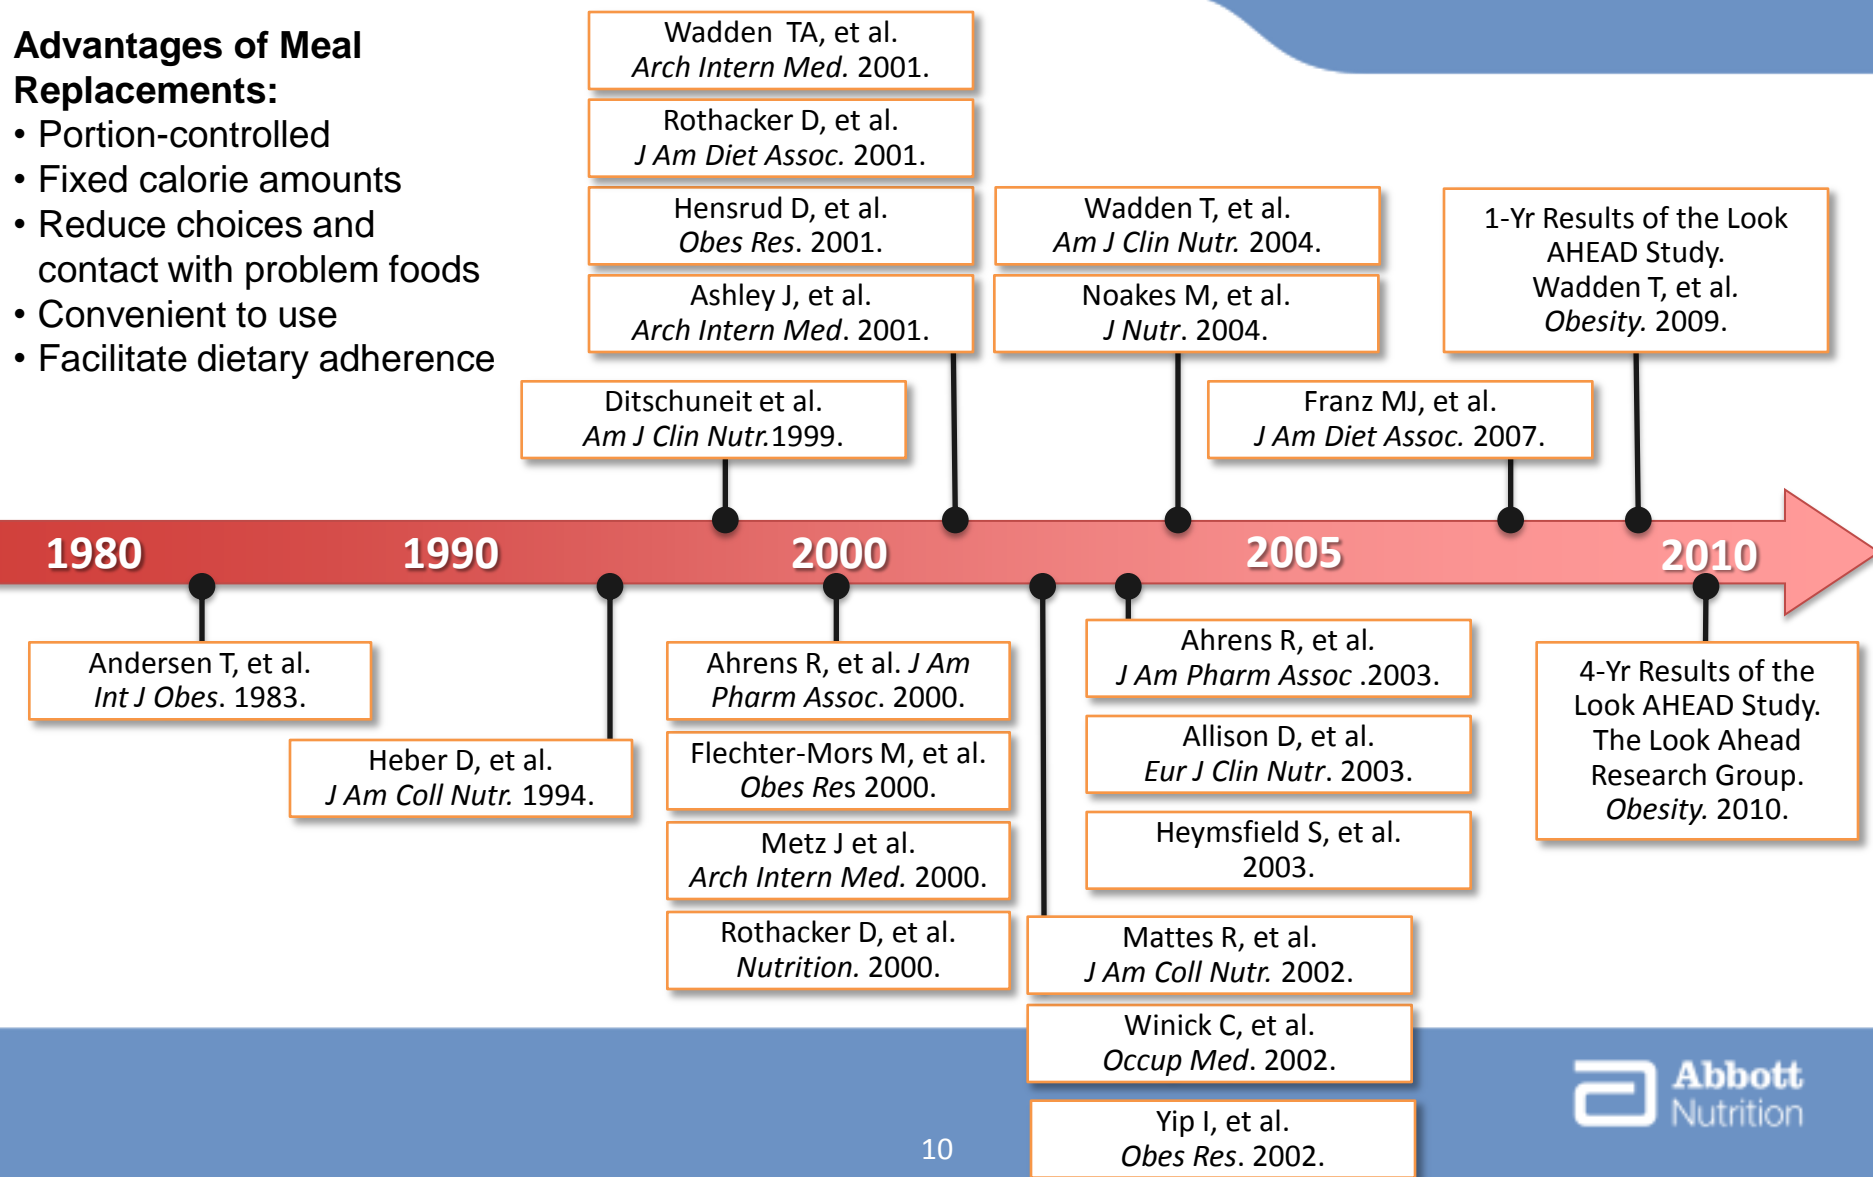 Advantages of Meal
Replacements:
• Portion-controlled
• Fixed calorie amounts
• Reduce choices and
contact with problem foods
• Convenient to use
• Facilitate dietary adherence
Wadden TA, et al.
Arch Intern Med. 2001.
Rothacker D, et al.
J Am Diet Assoc. 2001.
Hensrud D, et al.
Obes Res. 2001.
Ashley J, et al.
Arch Intern Med. 2001.
Wadden T, et al.
Am J Clin Nutr. 2004.
Noakes M, et al.
J Nutr. 2004.
1-Yr Results of the Look
AHEAD Study.
Wadden T, et al.
Obesity. 2009.
Ditschuneit et al.
Am J Clin Nutr.1999.
Franz MJ, et al.
J Am Diet Assoc. 2007.
1980
1990
2000
2005
2010
Andersen T, et al.
Int J Obes. 1983.
Heber D, et al.
J Am Coll Nutr. 1994.
Ahrens R, et al. J Am
Pharm Assoc. 2000.
Flechter-Mors M, et al.
Obes Res 2000.
Metz J et al.
Arch Intern Med. 2000.
Rothacker D, et al.
Nutrition. 2000.
Ahrens R, et al.
J Am Pharm Assoc .2003.
Allison D, et al.
Eur J Clin Nutr. 2003.
Heymsfield S, et al.
2003.
Mattes R, et al.
J Am Coll Nutr. 2002.
Winick C, et al.
Occup Med. 2002.
Yip I, et al.
Obes Res. 2002.
4-Yr Results of the
Look AHEAD Study.
The Look Ahead
Research Group.
Obesity. 2010.
10
Abbott
Nutrition